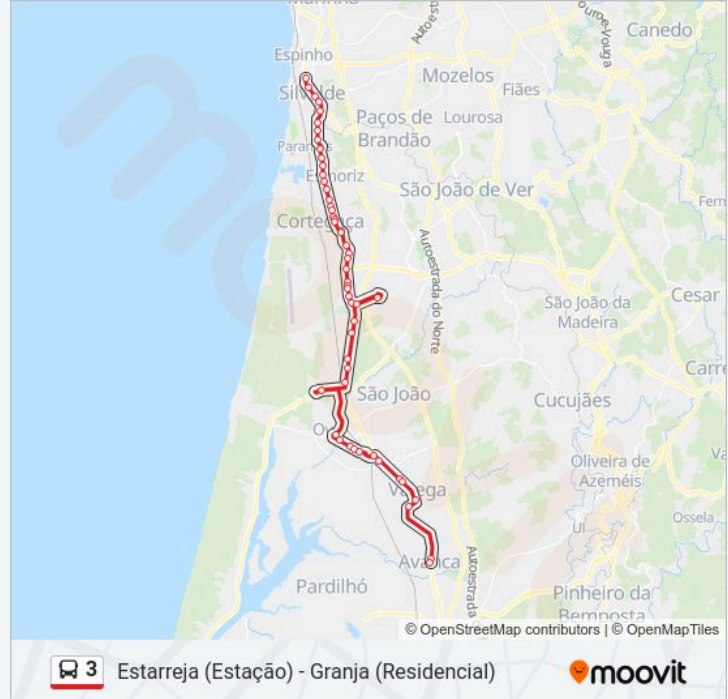 Canedo
Espinho
Mozelos
Fiães
Silvalde
Paços de
Brandão
Lourosa
Esmoriz
São João de Ver
Cortegaça
Autoestrada do Norte
São João da
Madeira
Cesar
São João
Cucujães
Oliveira de
Azeméis
Válega
Ossela
Ul
Avanca
Autoestrada
Pardilhó
Pinheiro da
Bemposta
© OpenStreetMap contributors | © OpenMapTiles
3 Estarreja (Estação) - Granja (Residencial)
moovit